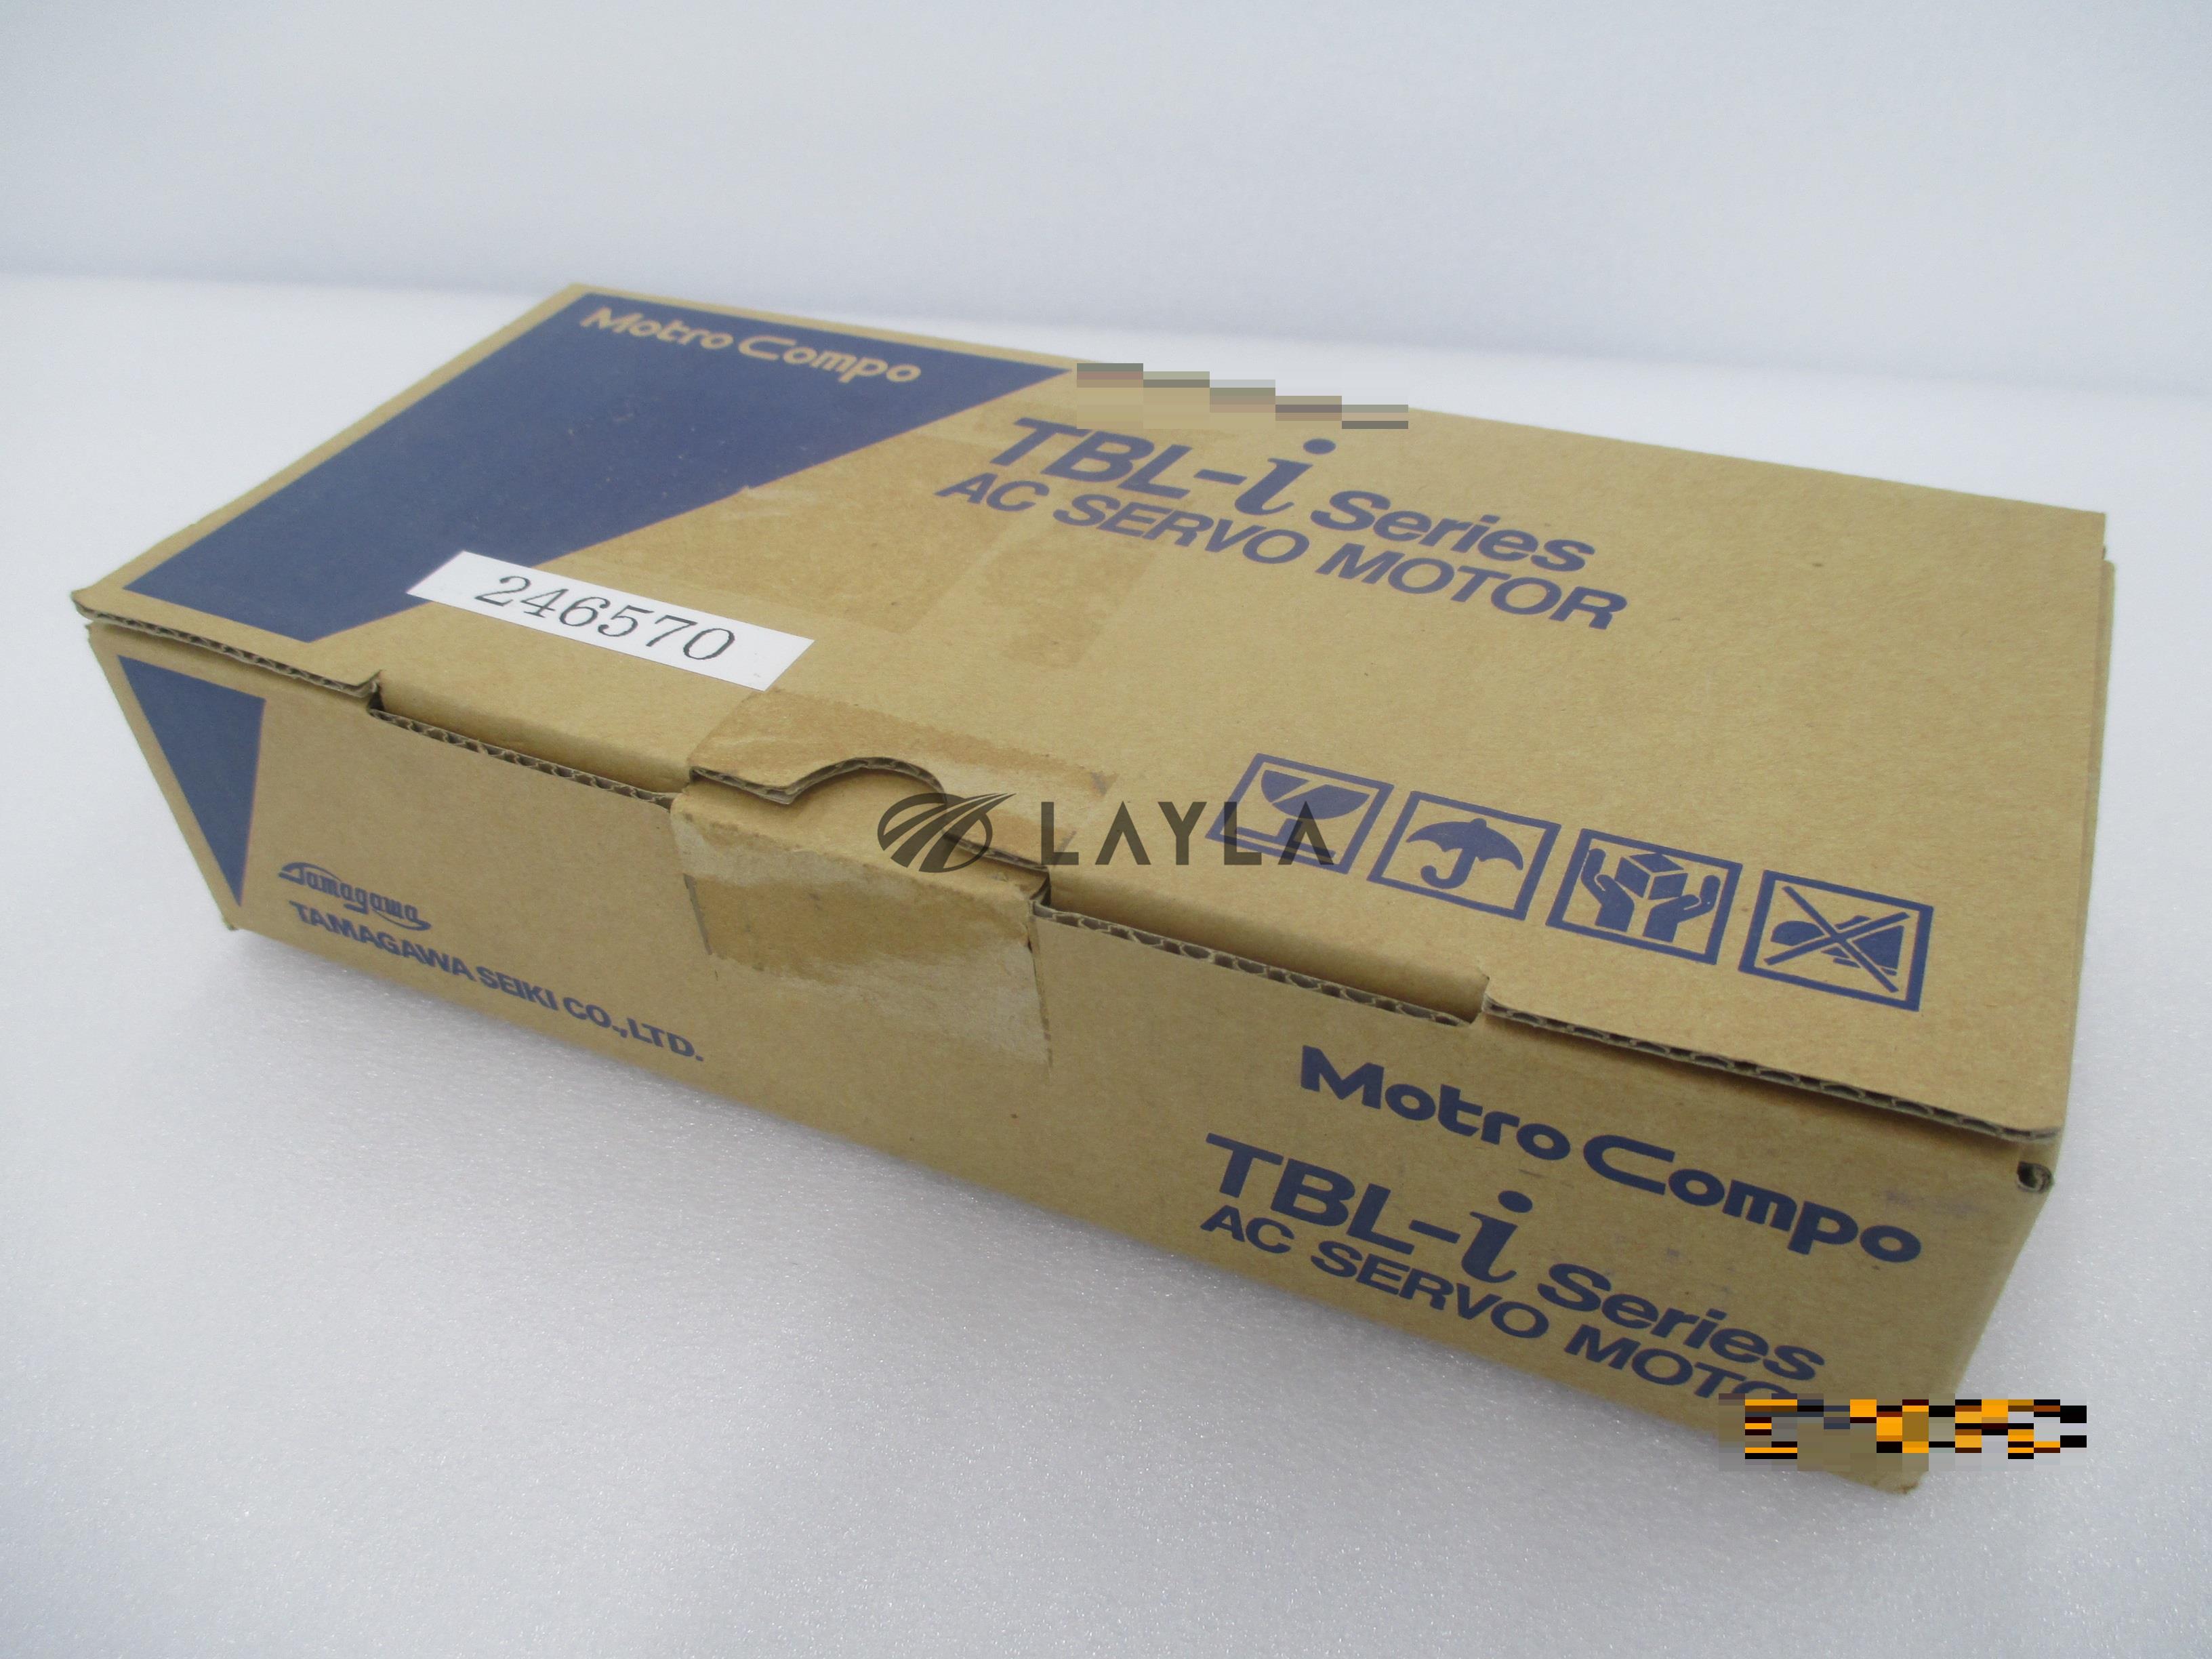 Motro Compo
TBL-i Series
AC SERVO MOTOR
246570
LAYLA
Tamagawa
TAMAGAWA SEIKI CO.,LTD.
Motro Compo
TBL-i Series
AC SERVO